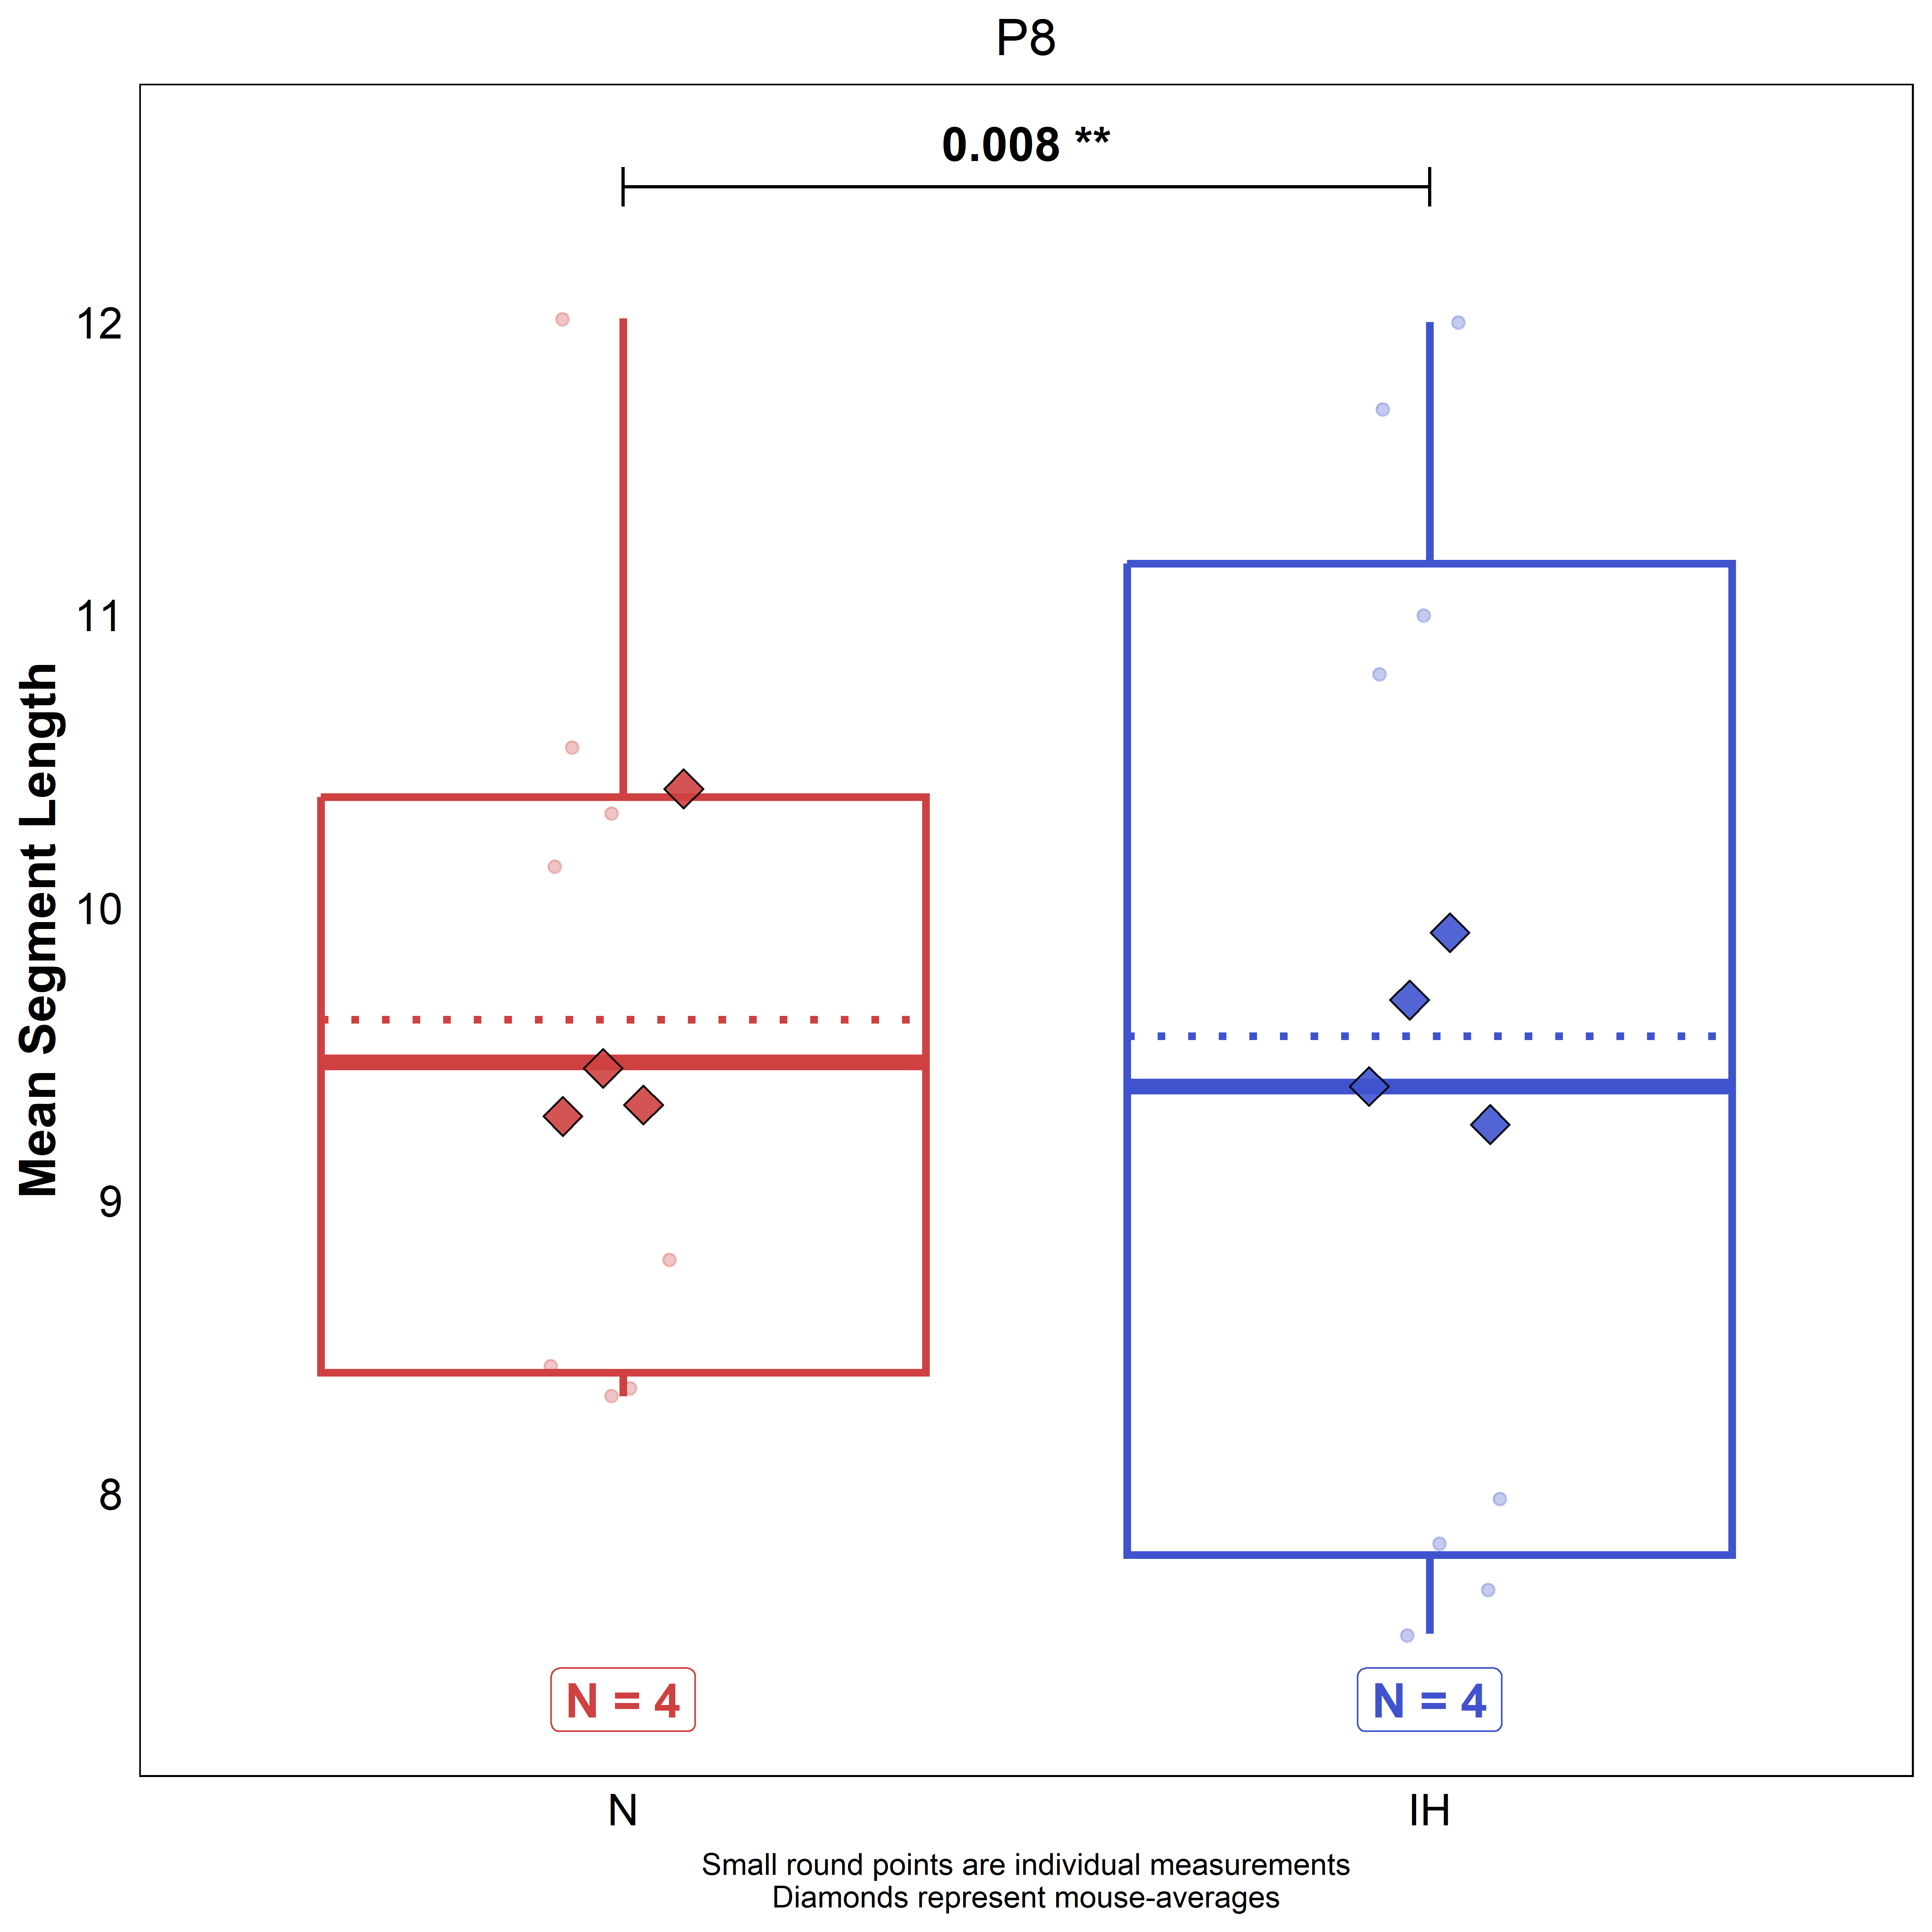 P8
0.008 **
12
11
10
9
8
Mean Segment Length
N = 4
N = 4
N
IH
Small round points are individual measurements
Diamonds represent mouse-averages